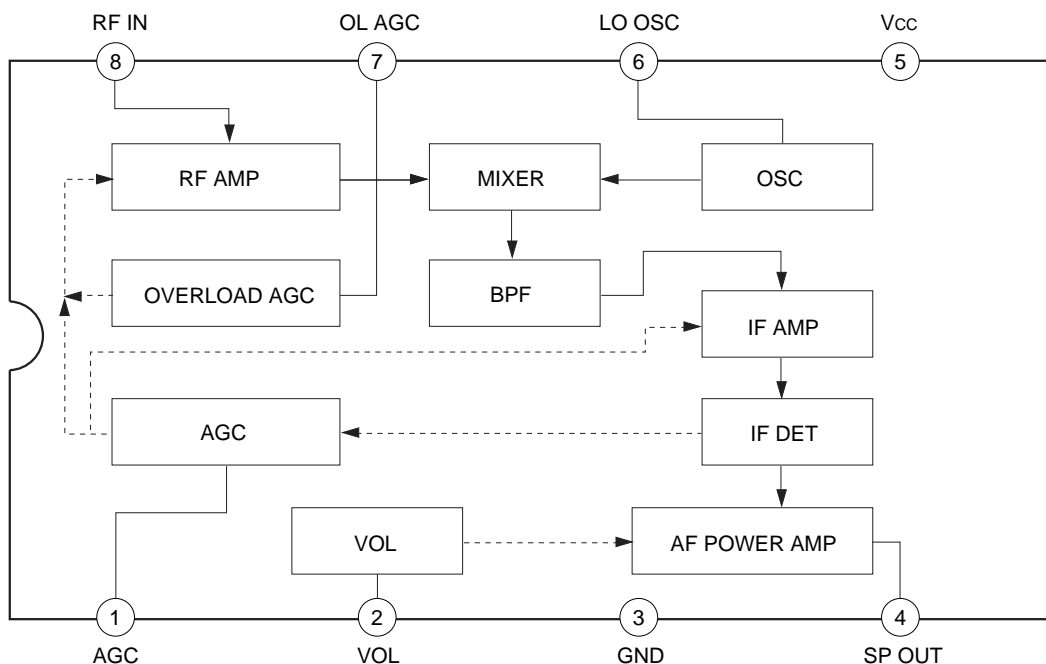 RF IN
OL AGC
LO OSC
Vcc
8
7
6
5
RF AMP
MIXER
OSC
OVERLOAD AGC
BPF
IF AMP
AGC
IF DET
VOL
AF POWER AMP
1
2
3
4
AGC
VOL
GND
SP OUT